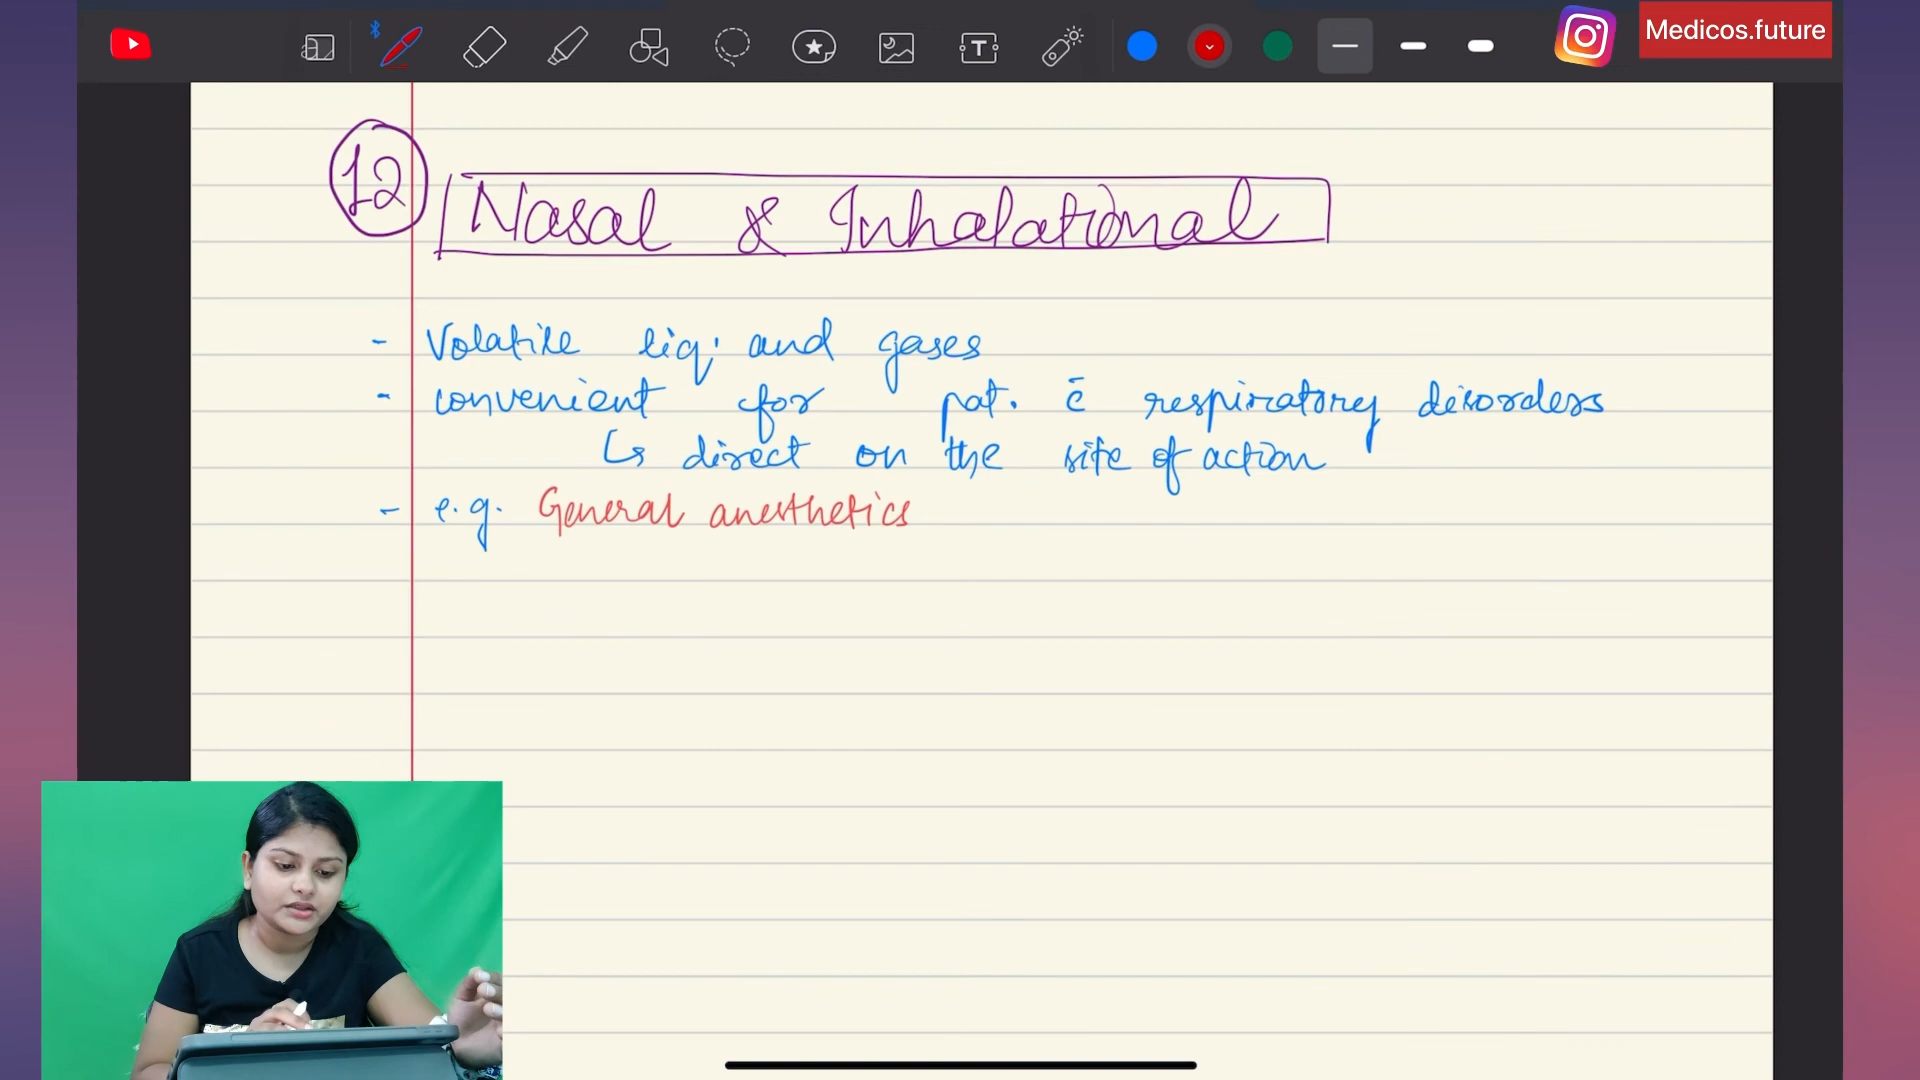 Medicos.future
12
Nasal & Inhalational
- Volatile liq. and gases
- convenient for pat. c̄ respiratory disorders
↳ direct on the site of action
- e.g. General anesthetics